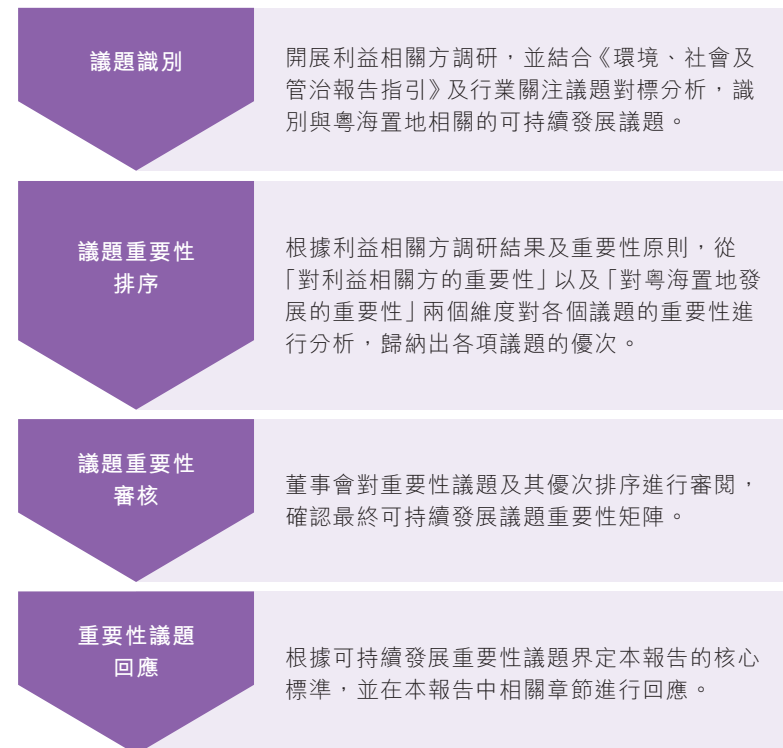 議題識別
開展利益相關方調研，並結合《環境、社會及
管治報告指引》及行業關注議題對標分析，識
別與粵海置地相關的可持續發展議題。
議題重要性
排序
根據利益相關方調研結果及重要性原則，從
「對利益相關方的重要性」以及「對粵海置地發
展的重要性」兩個維度對各個議題的重要性進
行分析，歸納出各項議題的優次。
議題重要性
審核
董事會對重要性議題及其優次排序進行審閱，
確認最終可持續發展議題重要性矩陣。
重要性議題
回應
根據可持續發展重要性議題界定本報告的核心
標準，並在本報告中相關章節進行回應。